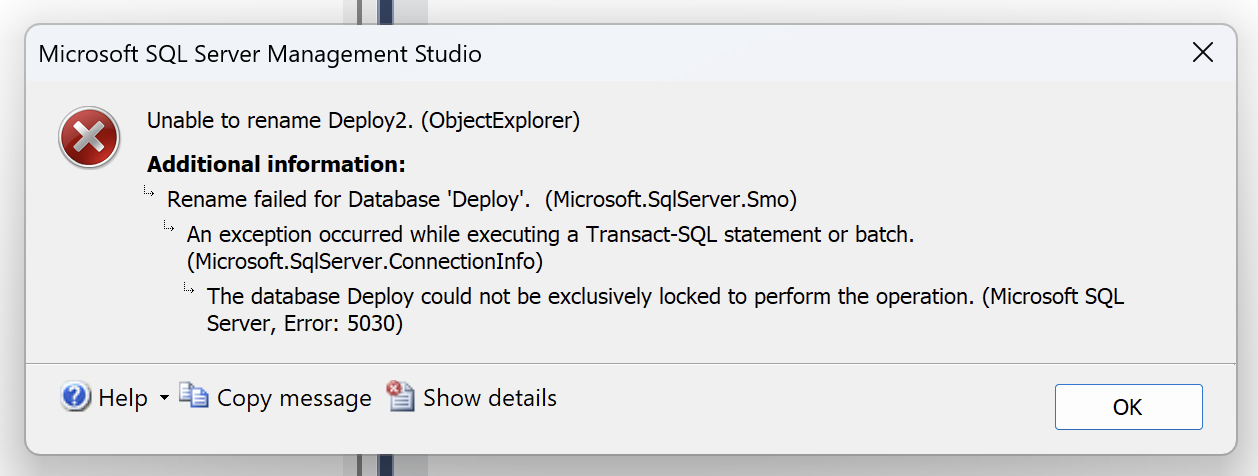 Microsoft SQL Server Management Studio
Unable to rename Deploy2. (ObjectExplorer)
Additional information:
Rename failed for Database 'Deploy'.  (Microsoft.SqlServer.Smo)
An exception occurred while executing a Transact-SQL statement or batch.
(Microsoft.SqlServer.ConnectionInfo)
The database Deploy could not be exclusively locked to perform the operation. (Microsoft SQL
Server, Error: 5030)
Help Copy message Show details
OK